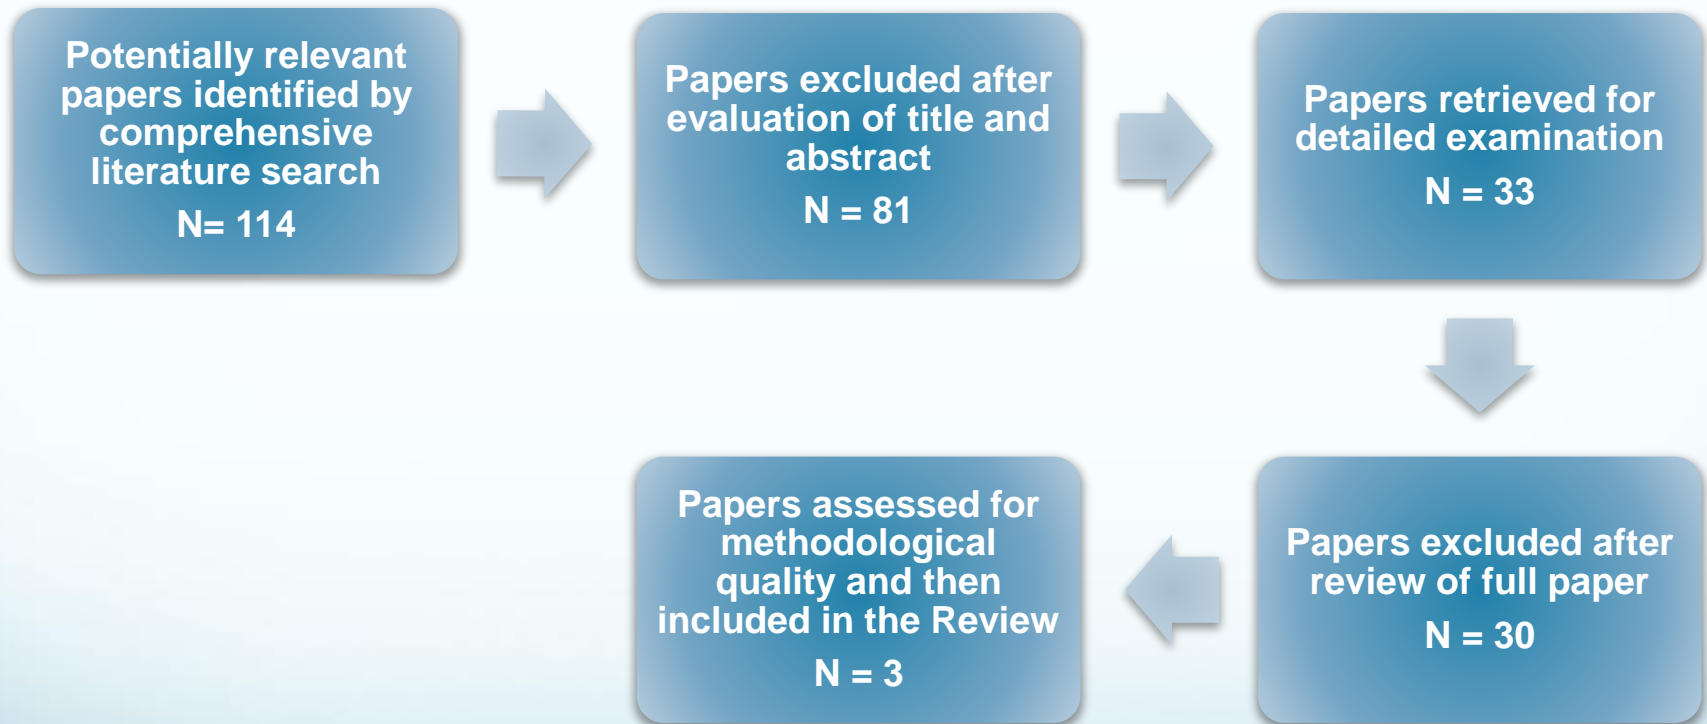 Potentially relevant
papers identified by
comprehensive
literature search
N= 114
Papers excluded after
evaluation of title and
abstract
N = 81
Papers retrieved for
detailed examination
N = 33
Papers excluded after
review of full paper
N = 30
Papers assessed for
methodological
quality and then
included in the Review
N = 3